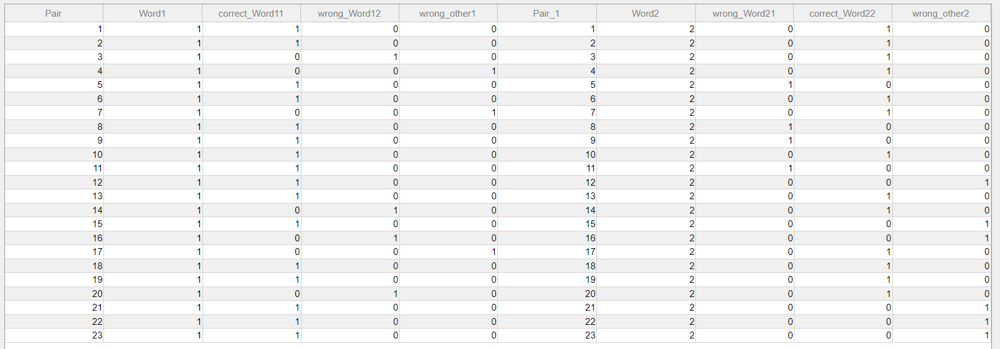 Pair Word1 correct_Word11 wrong_Word12 wrong_other1 Pair_1 Word2 wrong_Word21 correct_Word22 wrong_other2
1 1 1 0 0 1 2 0 1 0
2 1 1 0 0 2 2 0 1 0
3 1 0 1 0 3 2 0 1 0
4 1 0 0 1 4 2 0 1 0
5 1 1 0 0 5 2 1 0 0
6 1 1 0 0 6 2 0 1 0
7 1 0 0 1 7 2 0 1 0
8 1 1 0 0 8 2 1 0 0
9 1 1 0 0 9 2 1 0 0
10 1 1 0 0 10 2 0 1 0
11 1 1 0 0 11 2 1 0 0
12 1 1 0 0 12 2 0 0 1
13 1 1 0 0 13 2 0 1 0
14 1 0 1 0 14 2 0 1 0
15 1 1 0 0 15 2 0 0 1
16 1 0 1 0 16 2 0 0 1
17 1 0 0 1 17 2 0 1 0
18 1 1 0 0 18 2 0 1 0
19 1 1 0 0 19 2 0 1 0
20 1 0 1 0 20 2 0 1 0
21 1 1 0 0 21 2 0 0 1
22 1 1 0 0 22 2 0 0 1
23 1 1 0 0 23 2 0 0 1